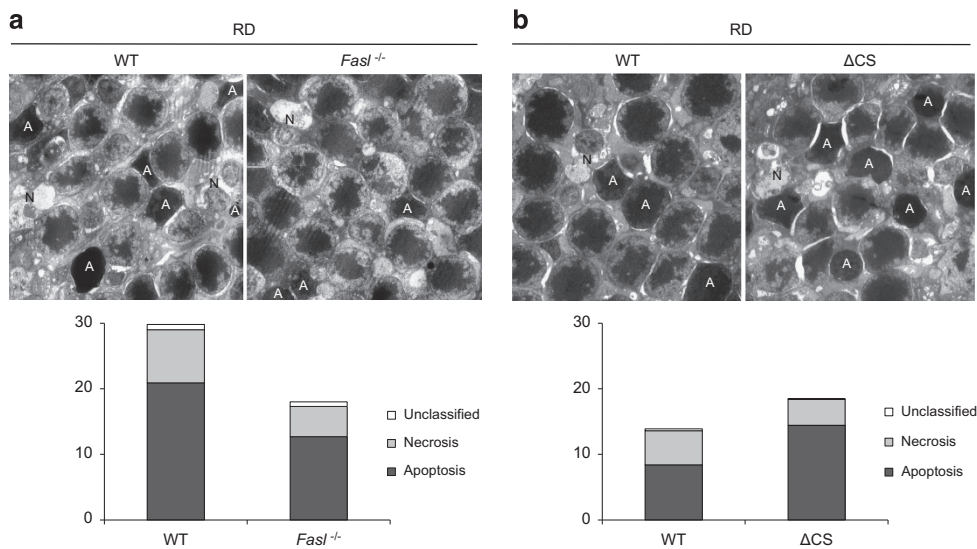 a
RD
WT Fasl -/-
A A A N A N A A N A A A A
30
20
10
0
Unclassified
Necrosis
Apoptosis
WT Fasl -/-
b
RD
WT ΔCS
N A A A A A A N A A A A
30
20
10
0
Unclassified
Necrosis
Apoptosis
WT ΔCS